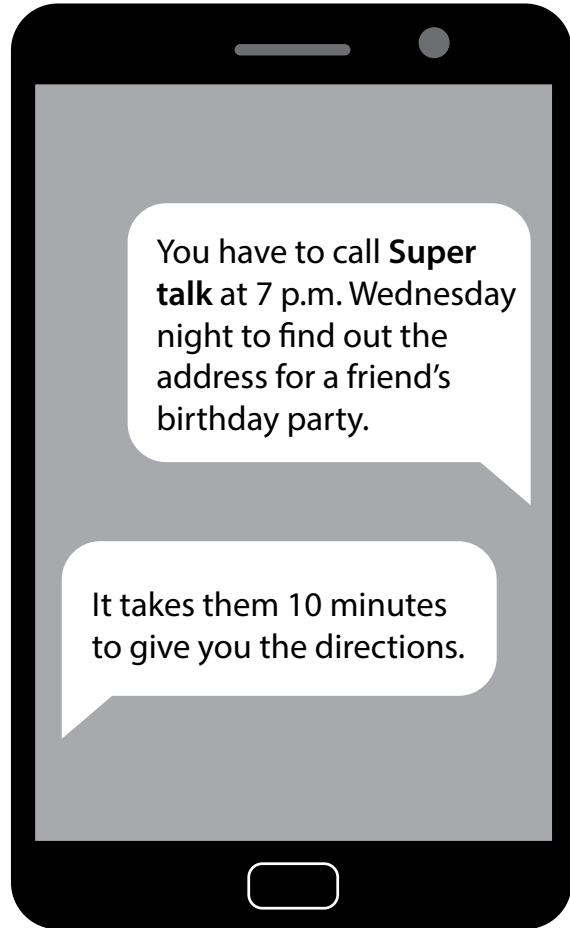 You have to call Super
talk at 7 p.m. Wednesday
night to find out the
address for a friend’s
birthday party.
It takes them 10 minutes
to give you the directions.